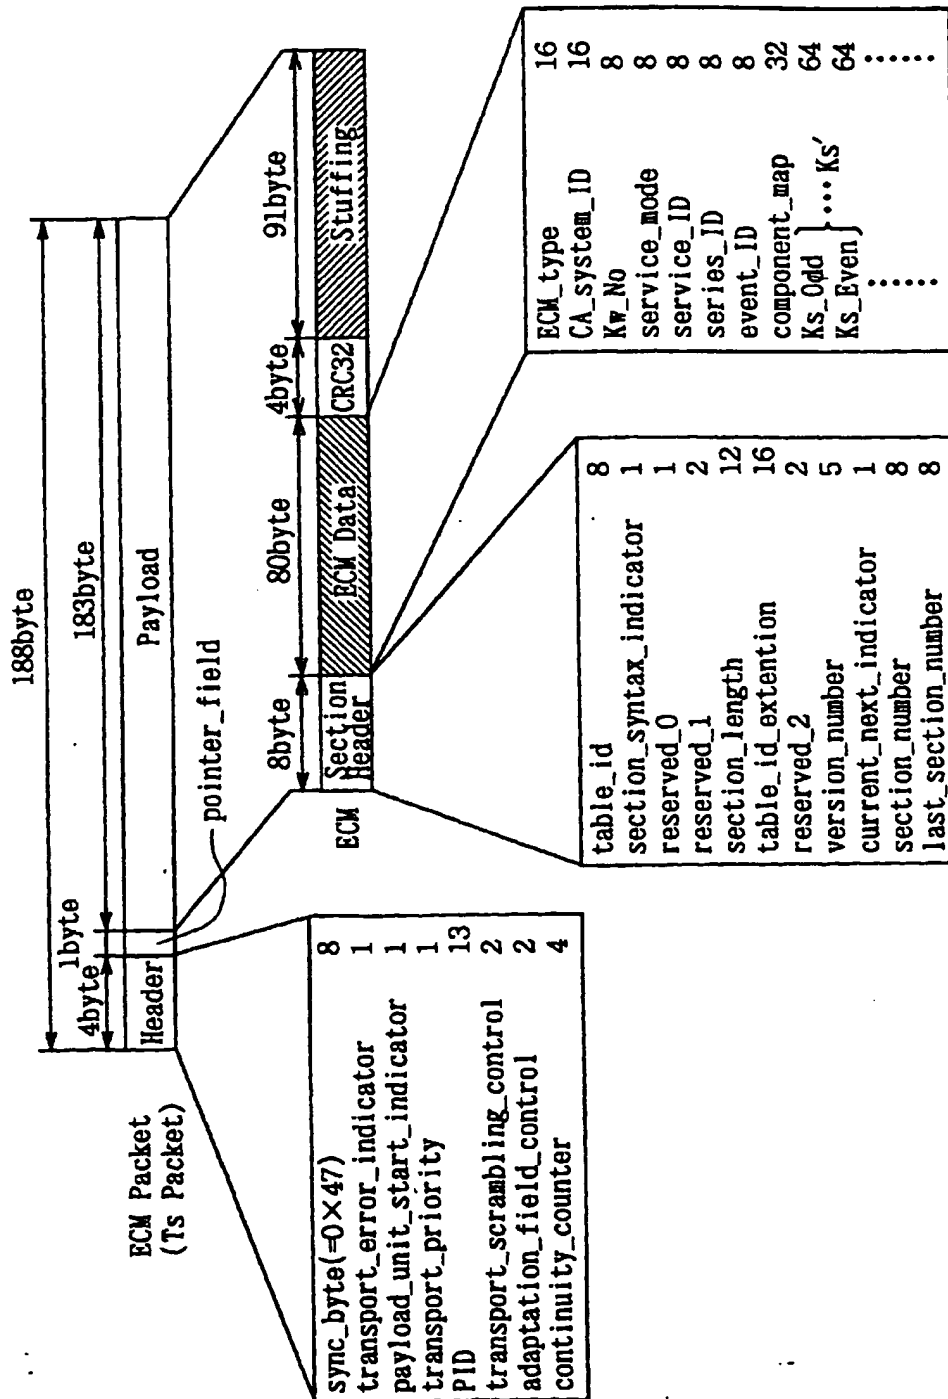 188byte
4byte
1byte
183byte
ECM Packet
(Ts Packet)
Header
Payload
pointer_field
8byte
80byte
4byte
91byte
ECM
Section
Header
ECM Data
CRC32
Stuffing
sync_byte(=0×47) 8
transport_error_indicator 1
payload_unit_start_indicator 1
transport_priority 1
PID 13
transport_scrambling_control 2
adaptation_field_control 2
continuity_counter 4
table_id 8
section_syntax_indicator 1
reserved_0 1
reserved_1 2
section_length 12
table_id_extention 16
reserved_2 2
version_number 5
current_next_indicator 1
section_number 8
last_section_number 8
ECM_type 16
CA_system_ID 16
Kw_No 8
service_mode 8
service_ID 8
series_ID 8
event_ID 8
component_map 32
Ks_Odd 64
Ks_Even 64
···· Ks′
······ ······